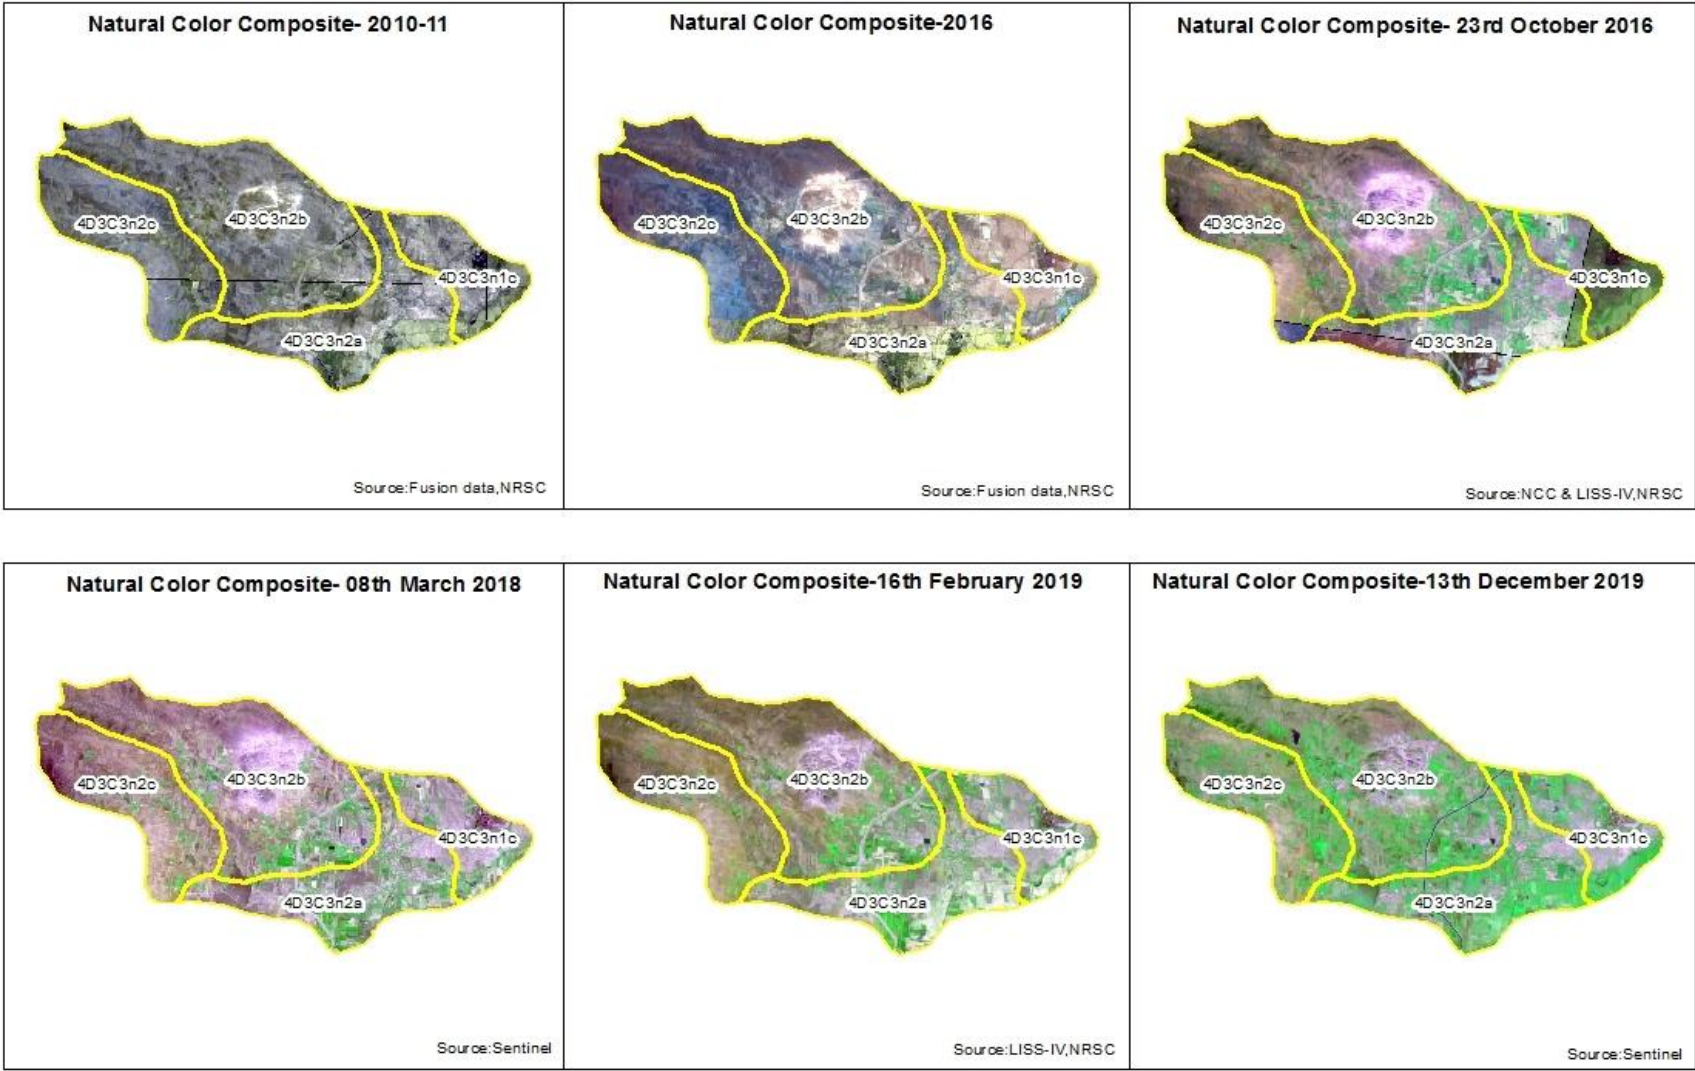 Natural Color Composite- 2010-11
4D3C3n2c
4D3C3n2b
4D3C3n1c
4D3C3n2a
Source:Fusion data,NRSC
Natural Color Composite-2016
4D3C3n2c
4D3C3n2b
4D3C3n1c
4D3C3n2a
Source:Fusion data,NRSC
Natural Color Composite- 23rd October 2016
4D3C3n2c
4D3C3n2b
4D3C3n1c
4D3C3n2a
Source:NCC & LISS-IV,NRSC
Natural Color Composite- 08th March 2018
4D3C3n2b
4D3C3n2c
4D3C3n1c
4D3C3n2a
Source:Sentinel
Natural Color Composite-16th February 2019
4D3C3n2b
4D3C3n2c
4D3C3n1c
4D3C3n2a
Source:LISS-IV,NRSC
Natural Color Composite-13th December 2019
4D3C3n2b
4D3C3n2c
4D3C3n1c
4D3C3n2a
Source:Sentinel